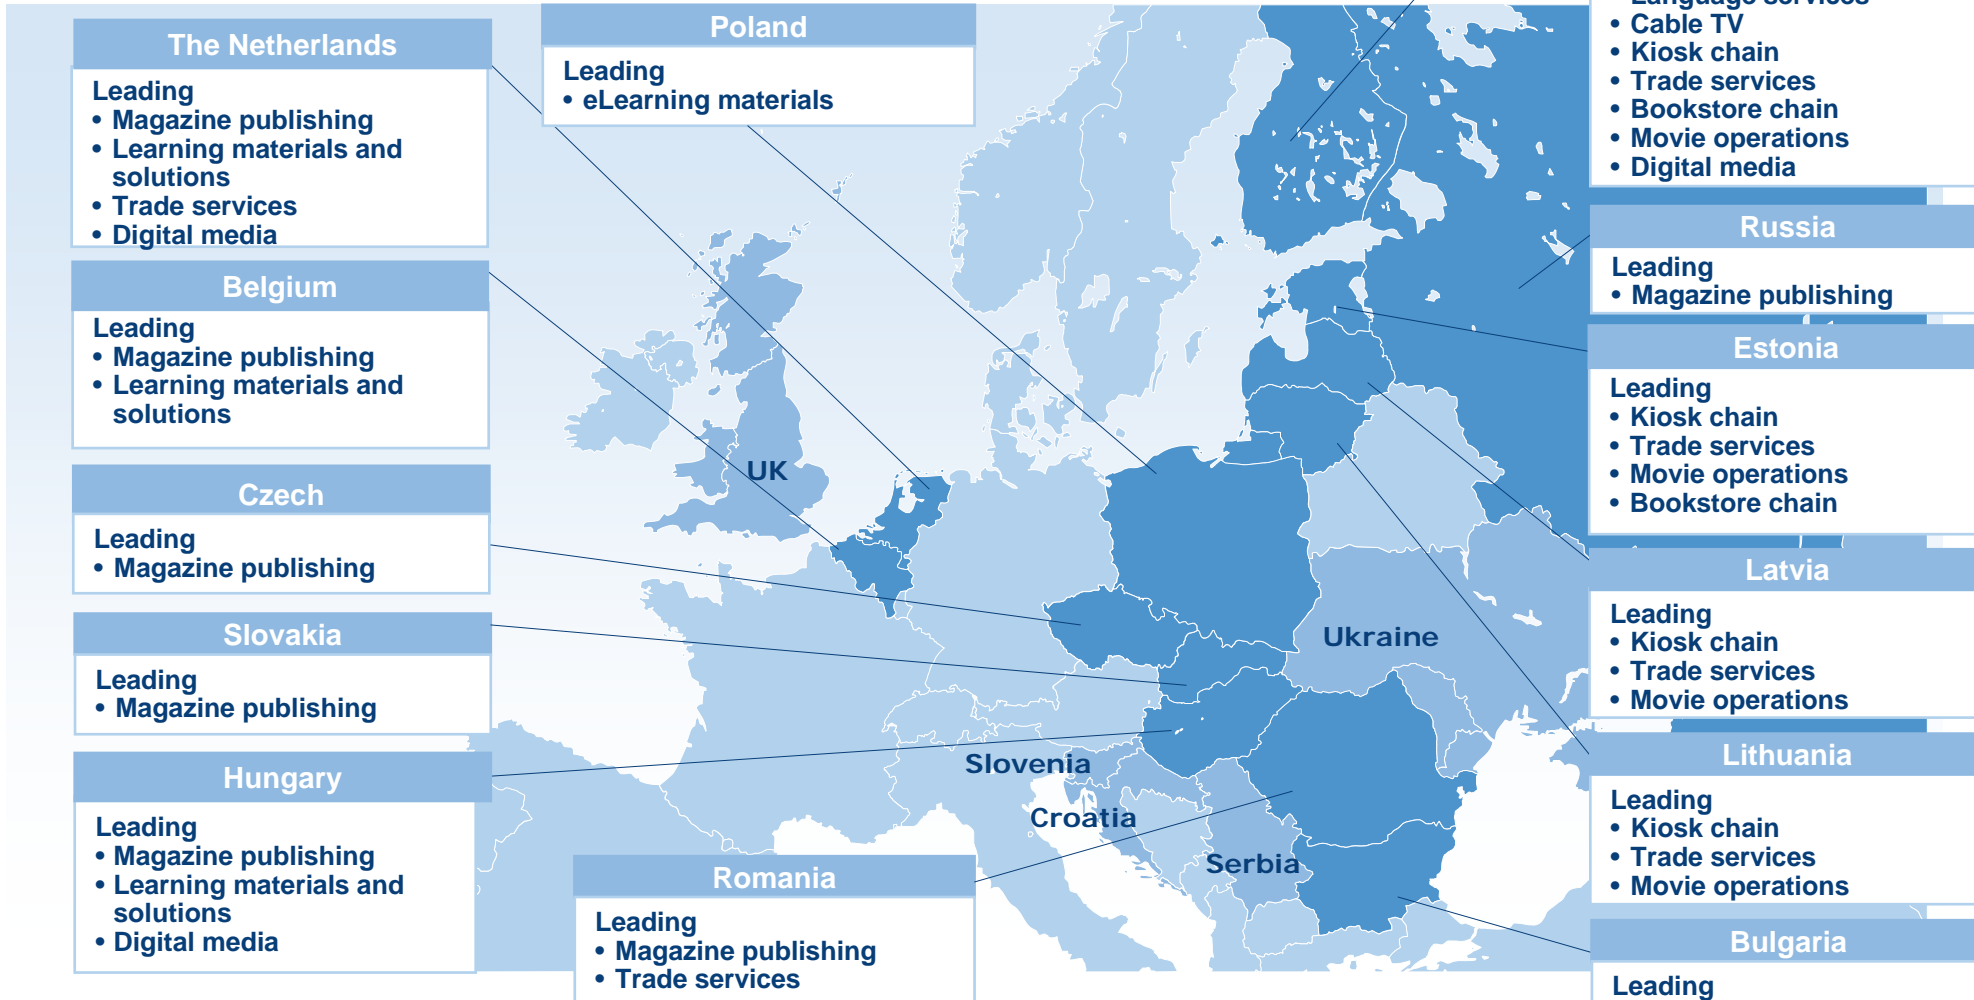 The Netherlands
Leading
• Magazine publishing
• Learning materials and
solutions
• Trade services
• Digital media
Belgium
Leading
• Magazine publishing
• Learning materials and
solutions
Czech
Leading
• Magazine publishing
Slovakia
Leading
• Magazine publishing
Hungary
Leading
• Magazine publishing
• Learning materials and
solutions
• Digital media
Poland
Leading
• eLearning materials
UK
Ukraine
Slovenia
Croatia
Serbia
Romania
Leading
• Magazine publishing
• Trade services
Language services
• Cable TV
• Kiosk chain
• Trade services
• Bookstore chain
• Movie operations
• Digital media
Russia
Leading
• Magazine publishing
Estonia
Leading
• Kiosk chain
• Trade services
• Movie operations
• Bookstore chain
Latvia
Leading
• Kiosk chain
• Trade services
• Movie operations
Lithuania
Leading
• Kiosk chain
• Trade services
• Movie operations
Bulgaria
Leading